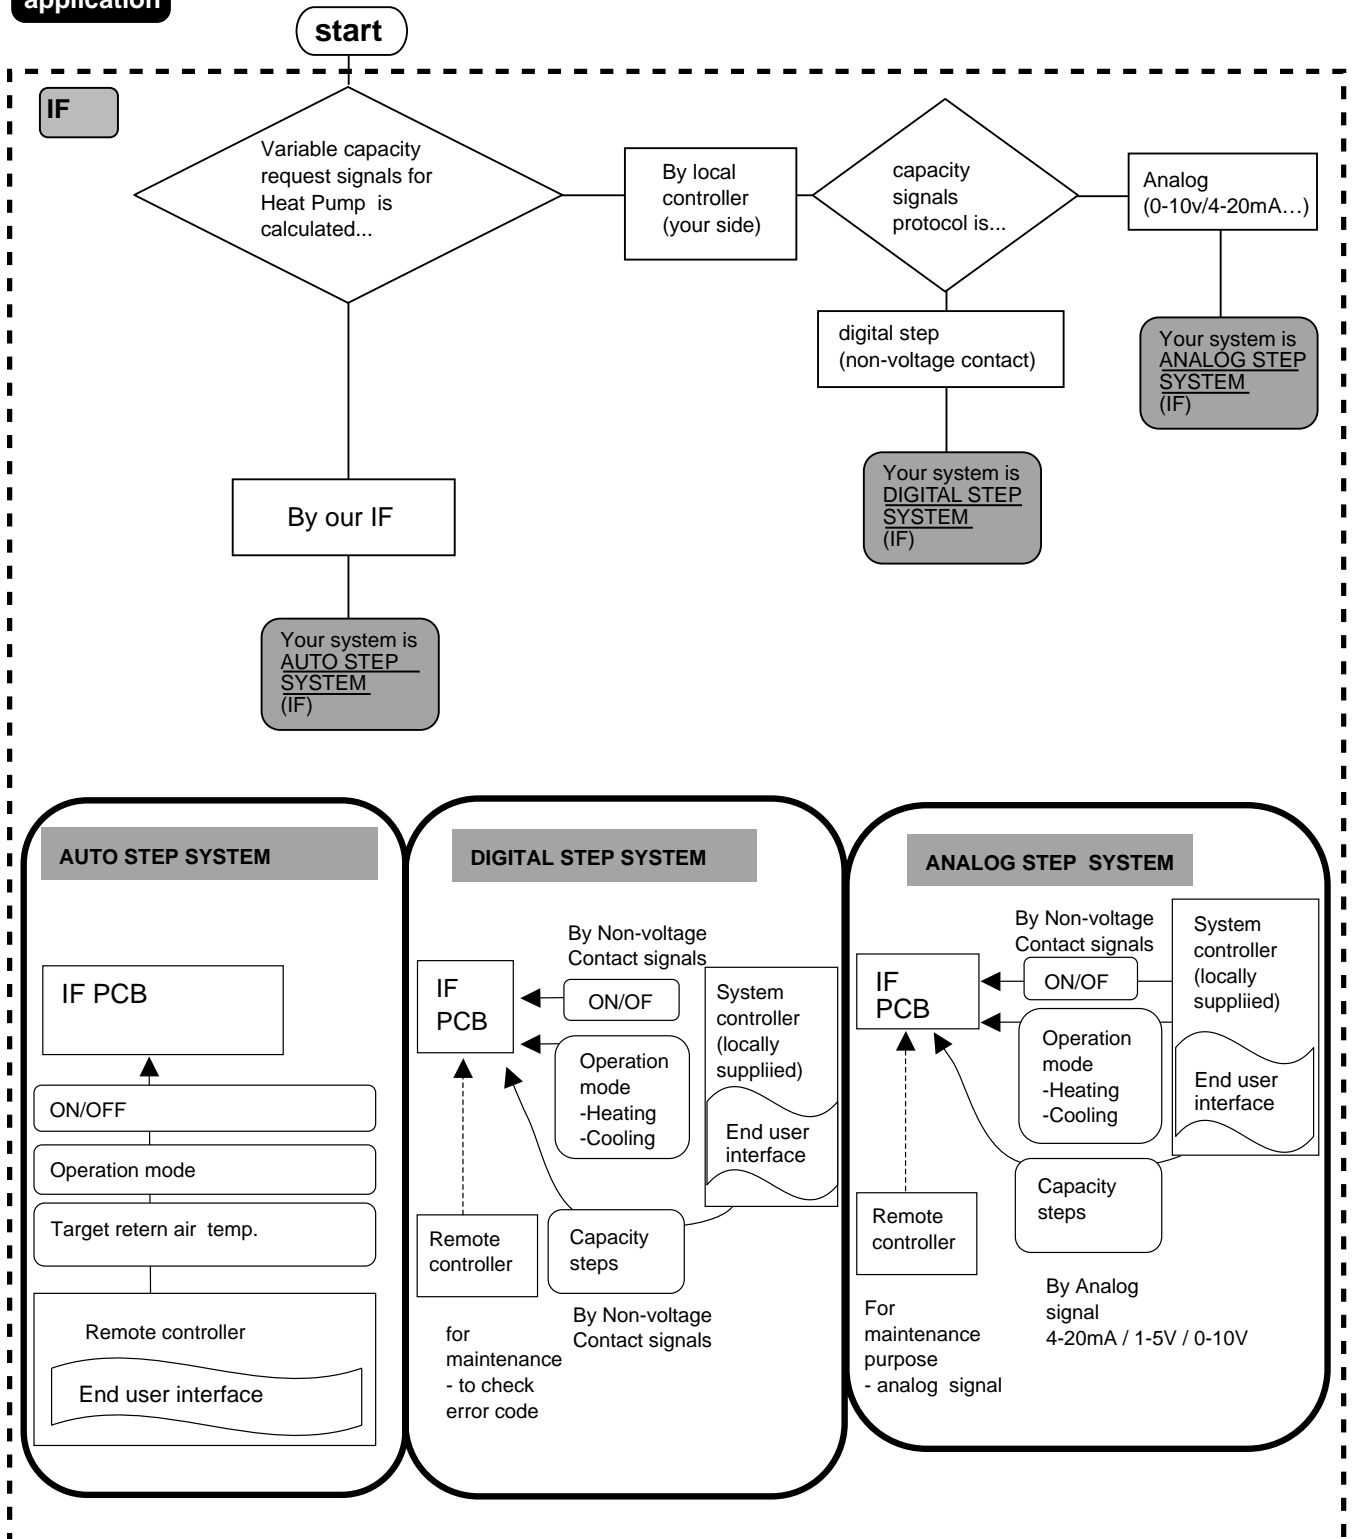 application
start
IF
Variable capacity
request signals for
Heat Pump is
calculated...
By local
controller
(your side)
capacity
signals
protocol is...
Analog
(0-10v/4-20mA…)
digital step
(non-voltage contact)
Your system is
ANALOG STEP
SYSTEM
(IF)
Your system is
DIGITAL STEP
SYSTEM
(IF)
By our IF
Your system is
AUTO STEP
SYSTEM
(IF)
AUTO STEP SYSTEM
IF PCB
ON/OFF
Operation mode
Target retern air temp.
Remote controller
End user interface
DIGITAL STEP SYSTEM
By Non-voltage
Contact signals
IF
PCB
ON/OF
System
controller
(locally
suppliied)
Operation
mode
-Heating
-Cooling
End user
interface
Remote
controller
Capacity
steps
By Non-voltage
Contact signals
for
maintenance
- to check
error code
ANALOG STEP SYSTEM
By Non-voltage
Contact signals
IF
PCB
ON/OF
System
controller
(locally
suppliied)
Operation
mode
-Heating
-Cooling
End user
interface
Capacity
steps
Remote
controller
By Analog
signal
4-20mA / 1-5V / 0-10V
For
maintenance
purpose
- analog signal